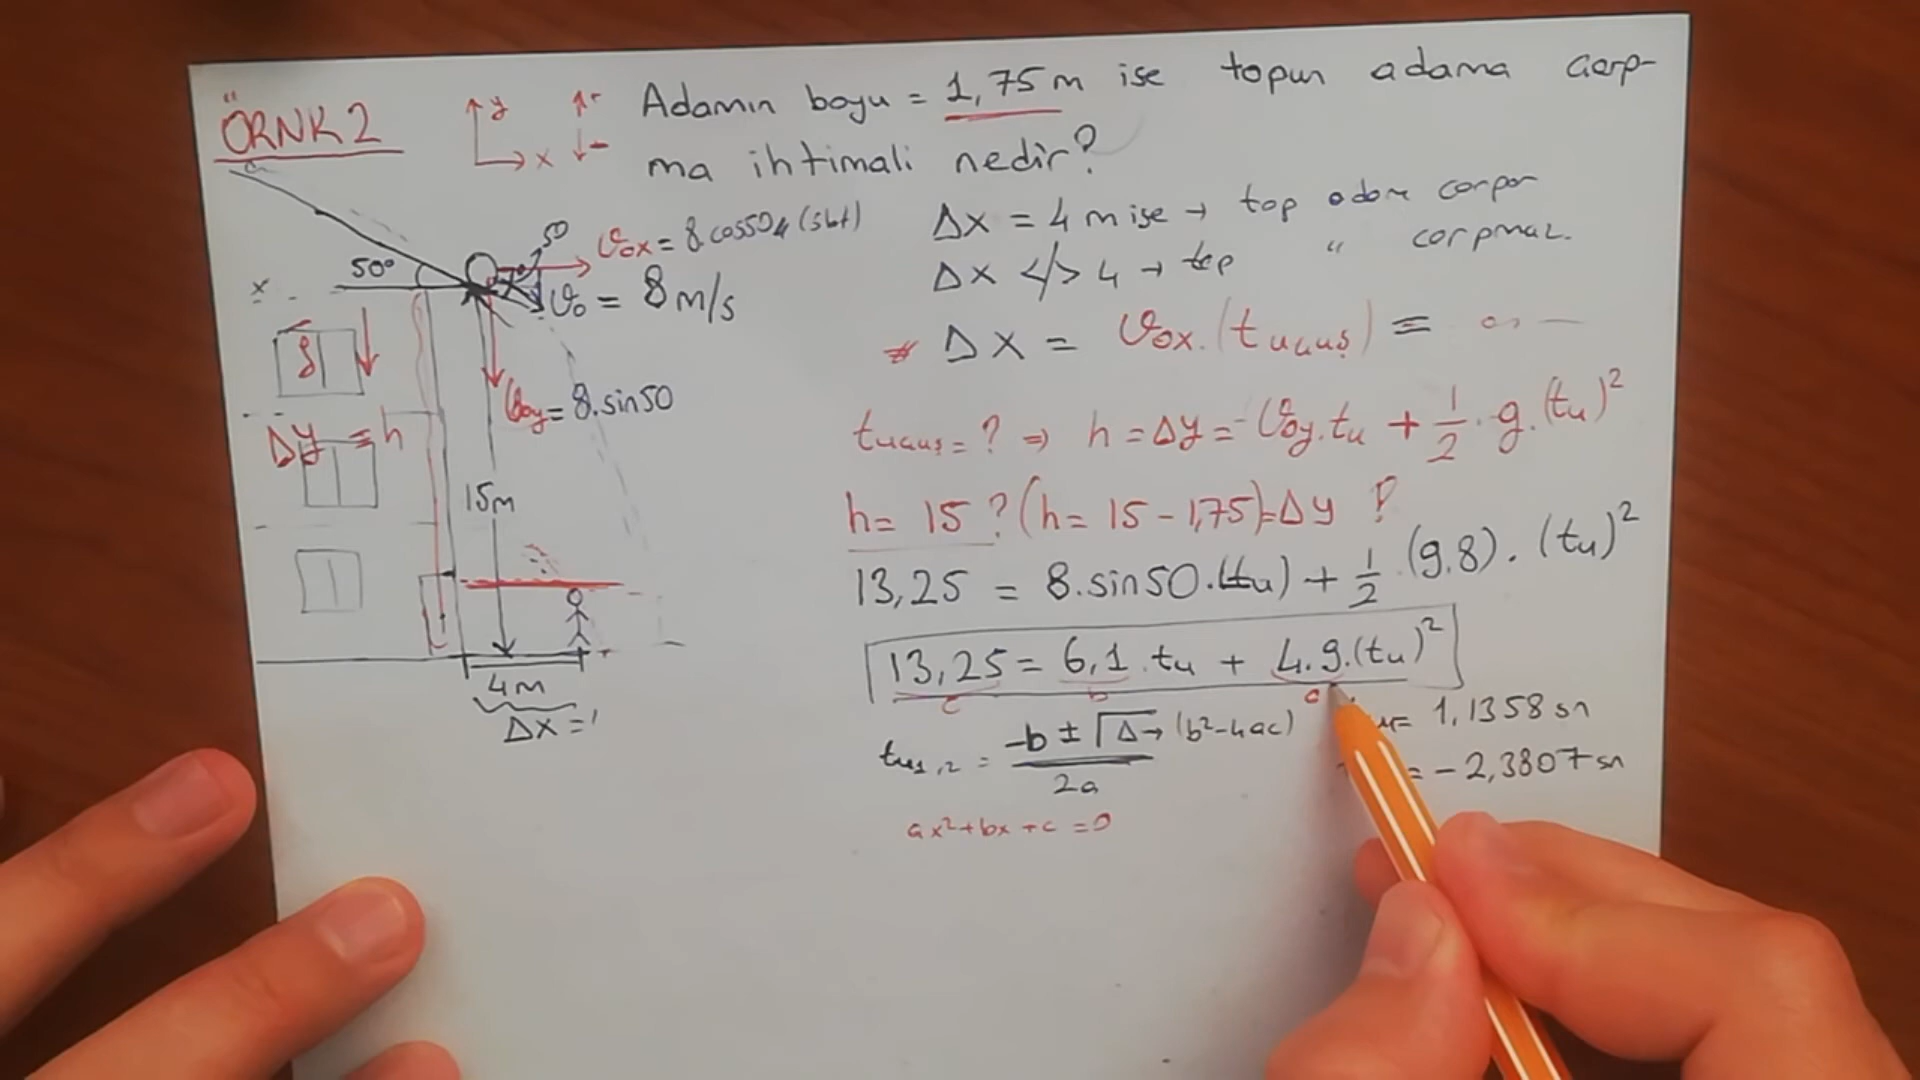 ÖRNK 2
y
x
+
-
Adamın boyu = 1,75 m ise topun adama çarp-
ma ihtimali nedir?
50°
50
V0x = 8.cos50 (sbt)
V0 = 8 m/s
V0y = 8.sin50
g
Δy = h
15m
4m
Δx =
Δx = 4 m ise → top adama çarpar
Δx </> 4 → top " çarpmaz.
* Δx = V0x.(tuçuş) =
tuçuş = ? ⇒ h = Δy = V0y.tu + 1/2 . g.(tu)²
h = 15 ? (h = 15 - 1,75) = Δy ?
13,25 = 8.sin50.(tu) + 1/2 (9.8).(tu)²
13,25 = 6,1.tu + 4.9.(tu)²
c b a
tu1,2 = -b ± √Δ → (b²-4ac) / 2a
= 1,1358 sn
= -2,3807 sn
ax²+bx+c=0